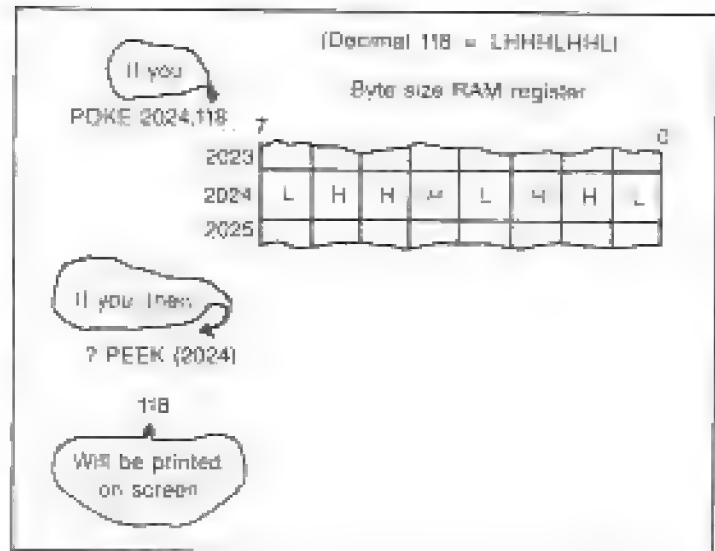 (Decimal 118 = LHHHLHHL)
If you
Byte size RAM register
POKE 2024,118
7 0
2023
2024 L H H H L H H L
2025
If you then
? PEEK (2024)
118
Will be printed
on screen